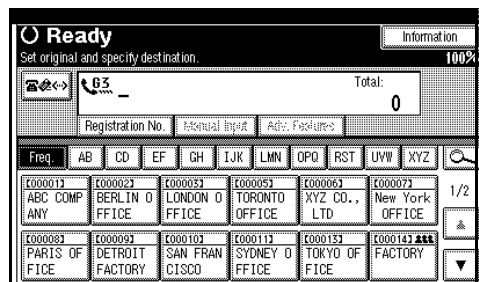 Ready
Information
Set original and specify destination.
100%
G3
Total:
0
Registration No. Manual Input Adv. Features
Freq. AB CD EF GH IJK LMN OPQ RST UVW XYZ
[00001] [00002] [00003] [00005] [00006] [00007]
ABC COMP BERLIN O LONDON O TORONTO XYZ CO., New York
ANY FFICE FFICE OFFICE LTD OFFICE
1/2
[00008] [00009] [00010] [00011] [00013] [00014]
PARIS OF DETROIT SAN FRAN SYDNEY O TOKYO OF FACTORY
FICE FACTORY CISCO FFICE FICE